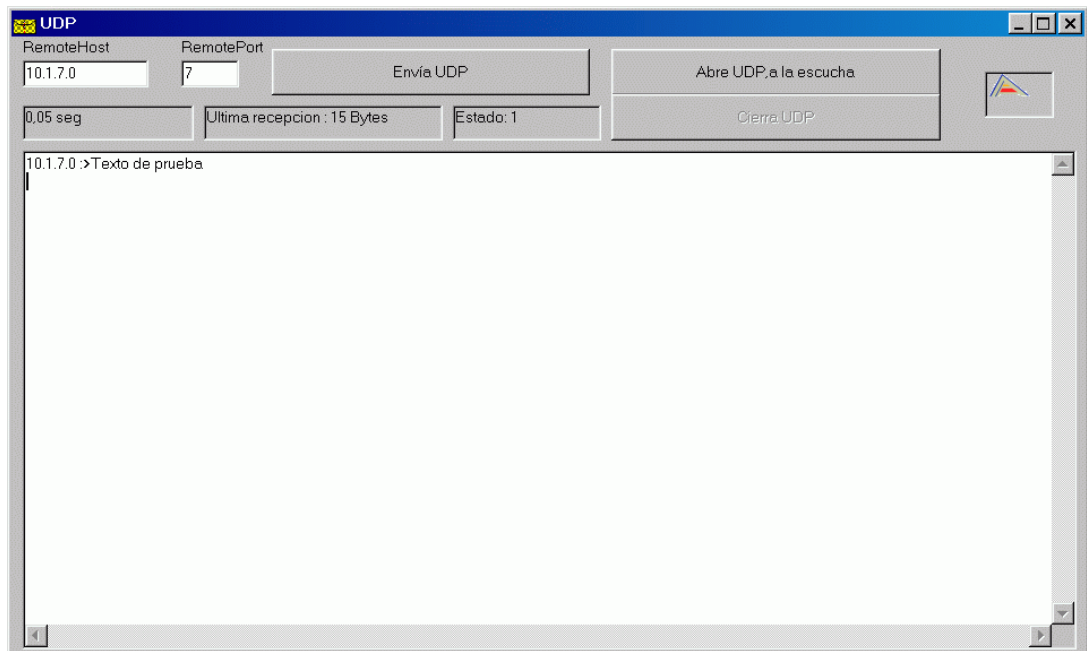 UDP
RemoteHost RemotePort
10.1.7.0 7 Envía UDP Abre UDP,a la escucha
0,05 seg Ultima recepcion : 15 Bytes Estado: 1 Cierra UDP
10.1.7.0 :>Texto de prueba